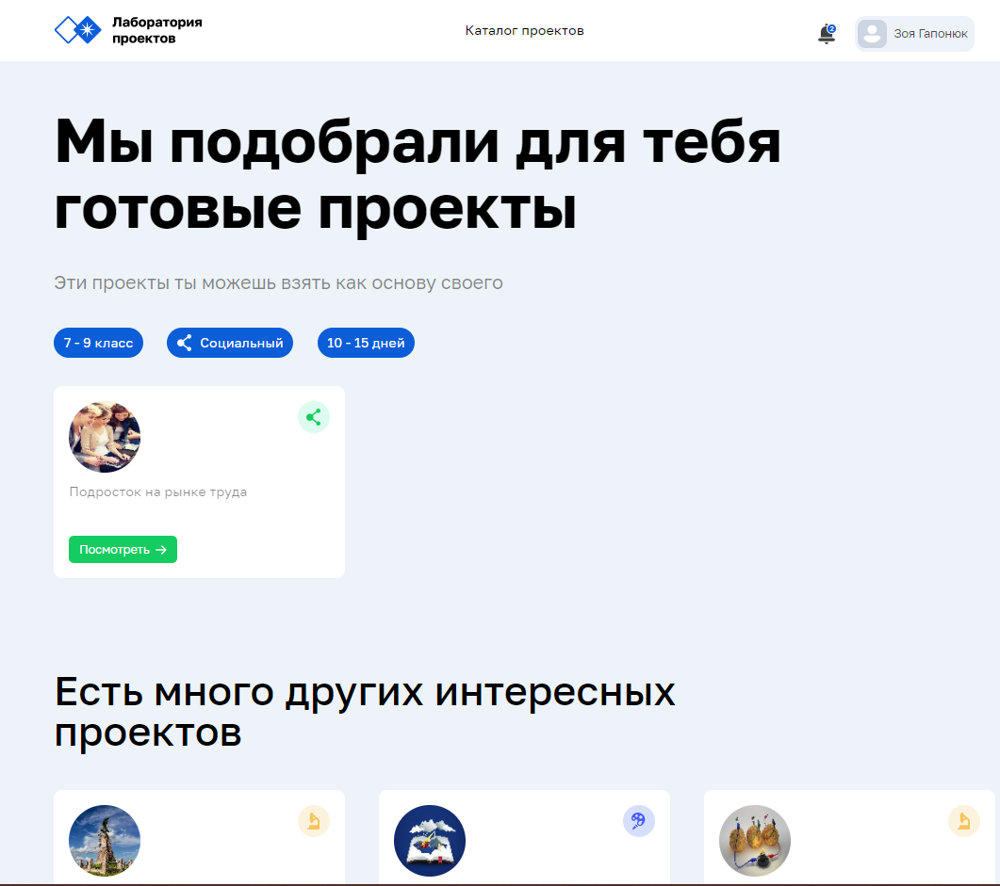 Лаборатория
проектов
Каталог проектов
2
Зоя Гапонюк
Мы подобрали для тебя
готовые проекты
Эти проекты ты можешь взять как основу своего
7 - 9 класс
Социальный
10 - 15 дней
Подросток на рынке труда
Посмотреть →
Есть много других интересных
проектов